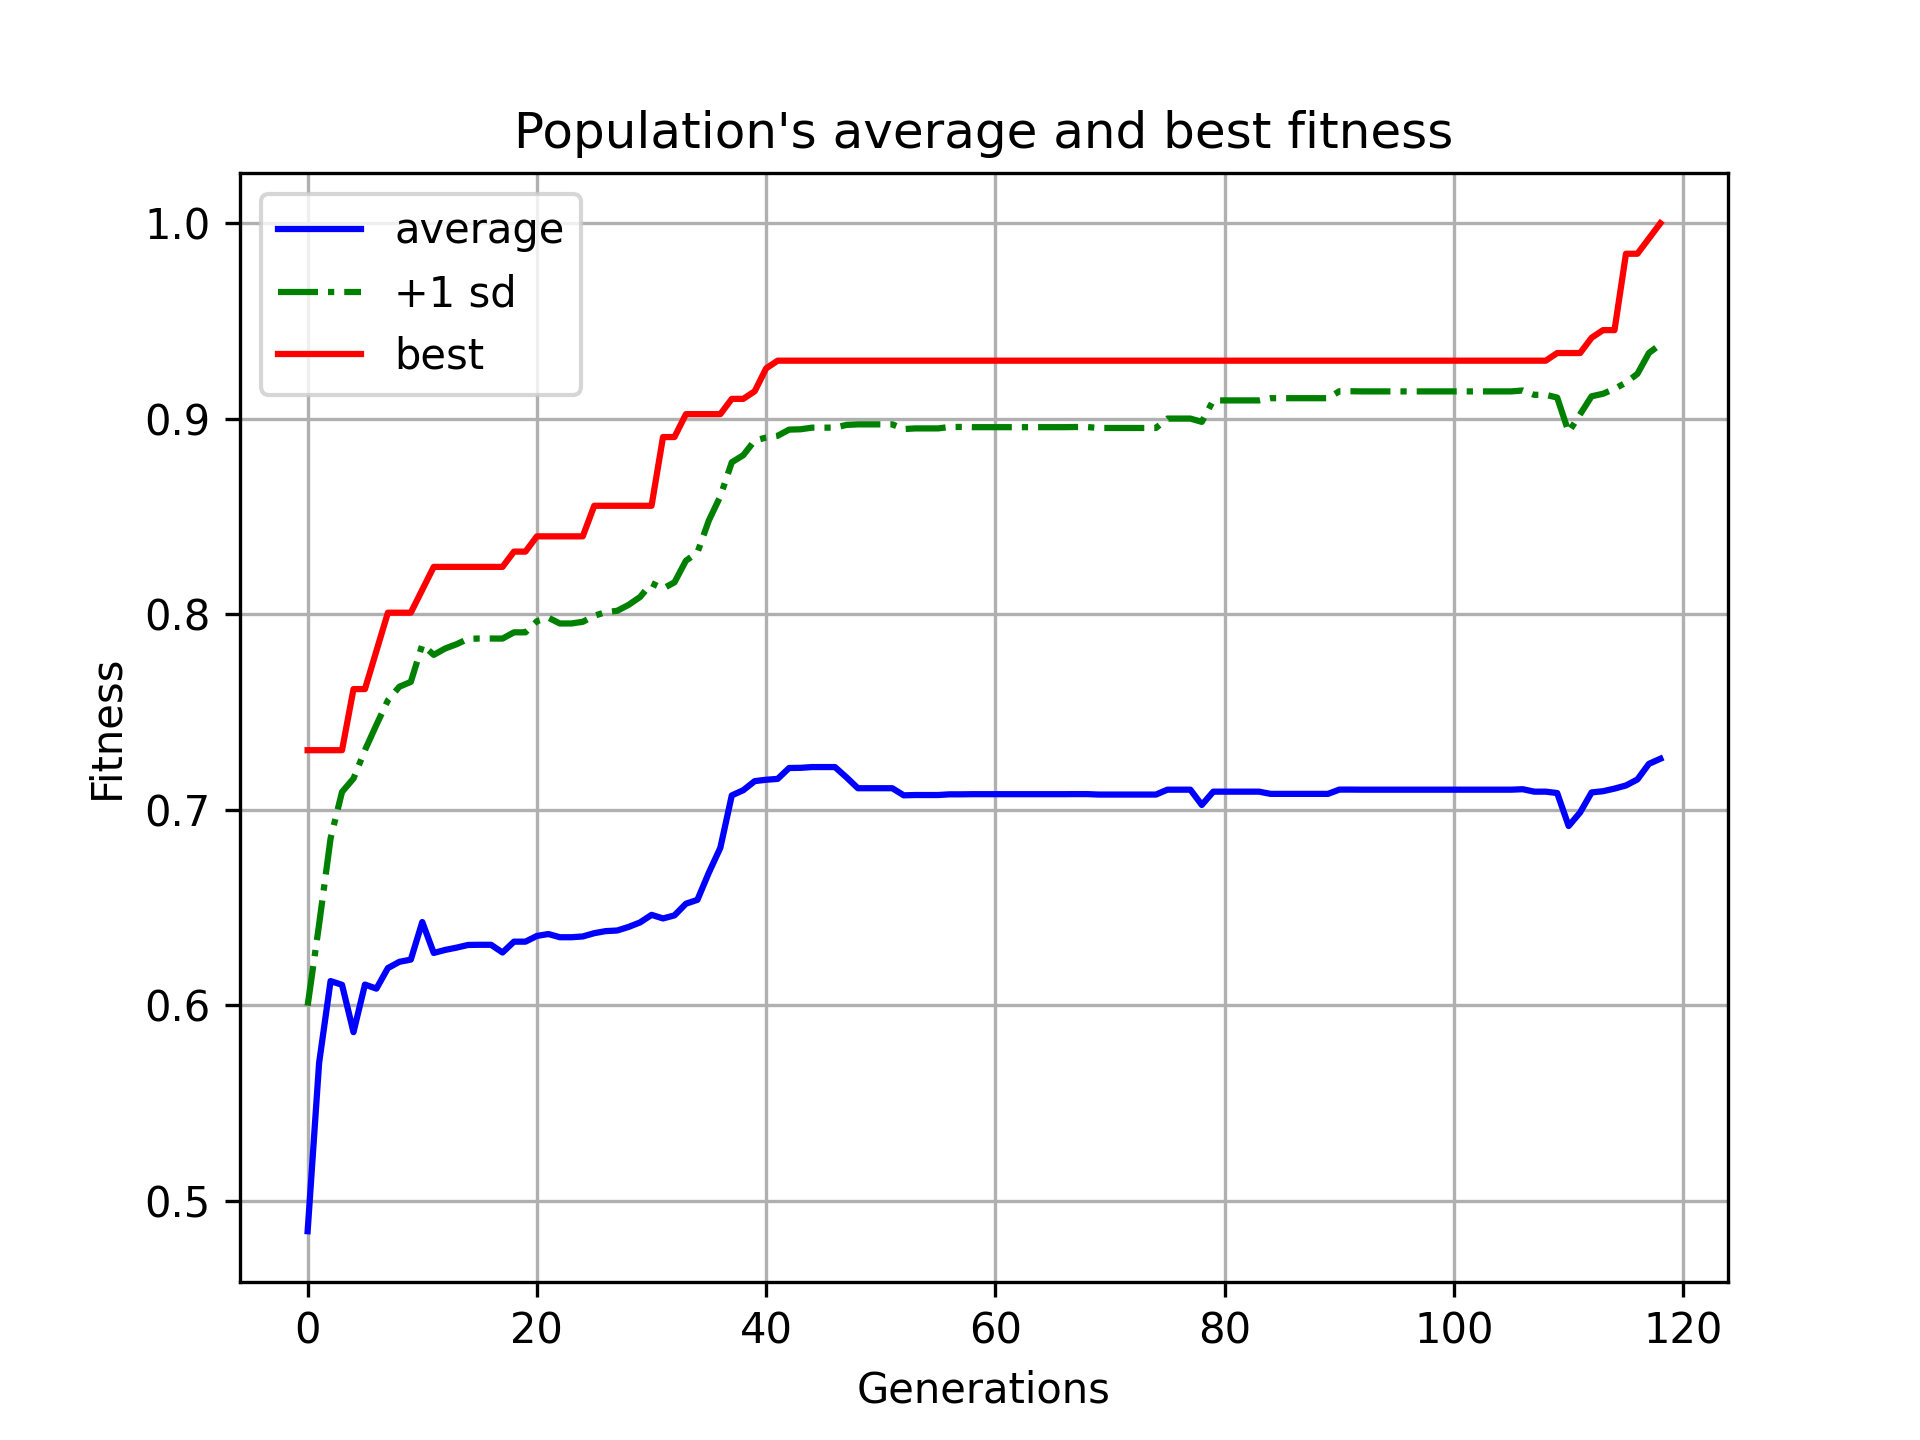 Population's average and best fitness
average
+1 sd
best
1.0
0.9
0.8
0.7
0.6
0.5
Fitness
0 20 40 60 80 100 120
Generations